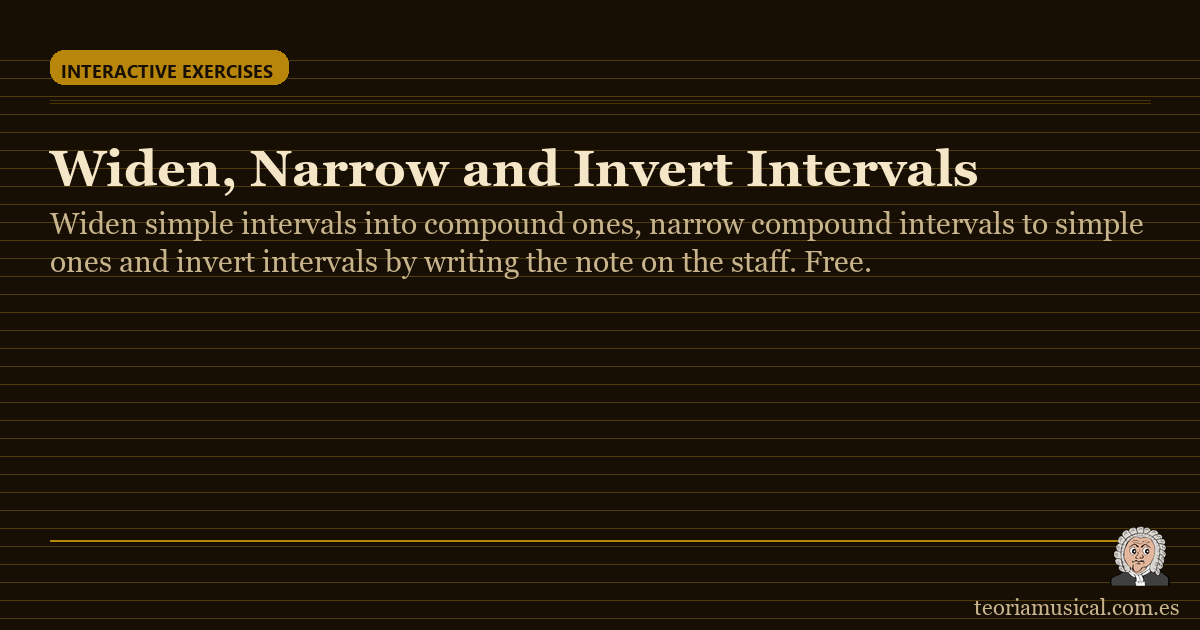 INTERACTIVE EXERCISES
Widen, Narrow and Invert Intervals
Widen simple intervals into compound ones, narrow compound intervals to simple
ones and invert intervals by writing the note on the staff. Free.
teoriamusical.com.es